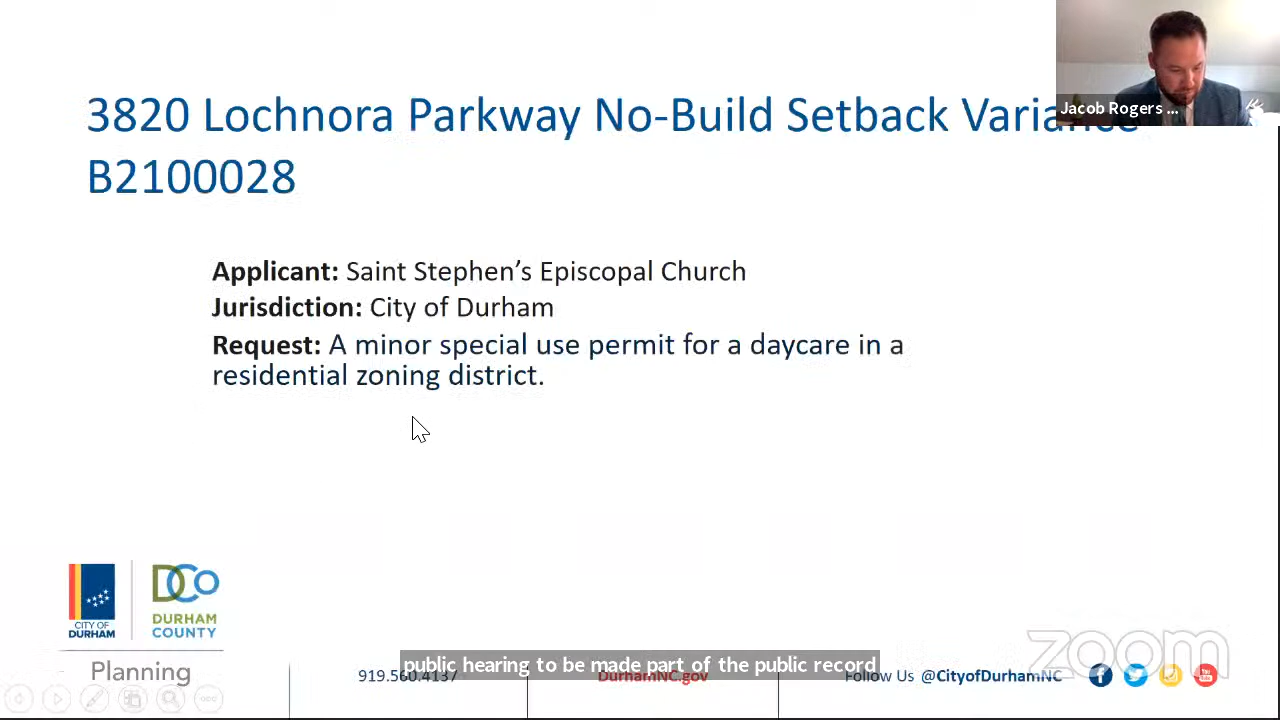 3820 Lochnora Parkway No-Build Setback Variance
B2100028
Jacob Rogers ...
Applicant: Saint Stephen's Episcopal Church
Jurisdiction: City of Durham
Request: A minor special use permit for a daycare in a
residential zoning district.
CITY OF
DURHAM
DCo
DURHAM
COUNTY
Planning
public hearing to be made part of the public record
919.560.4137
DurhamNC.gov
Follow Us @CityofDurhamNC
zoom